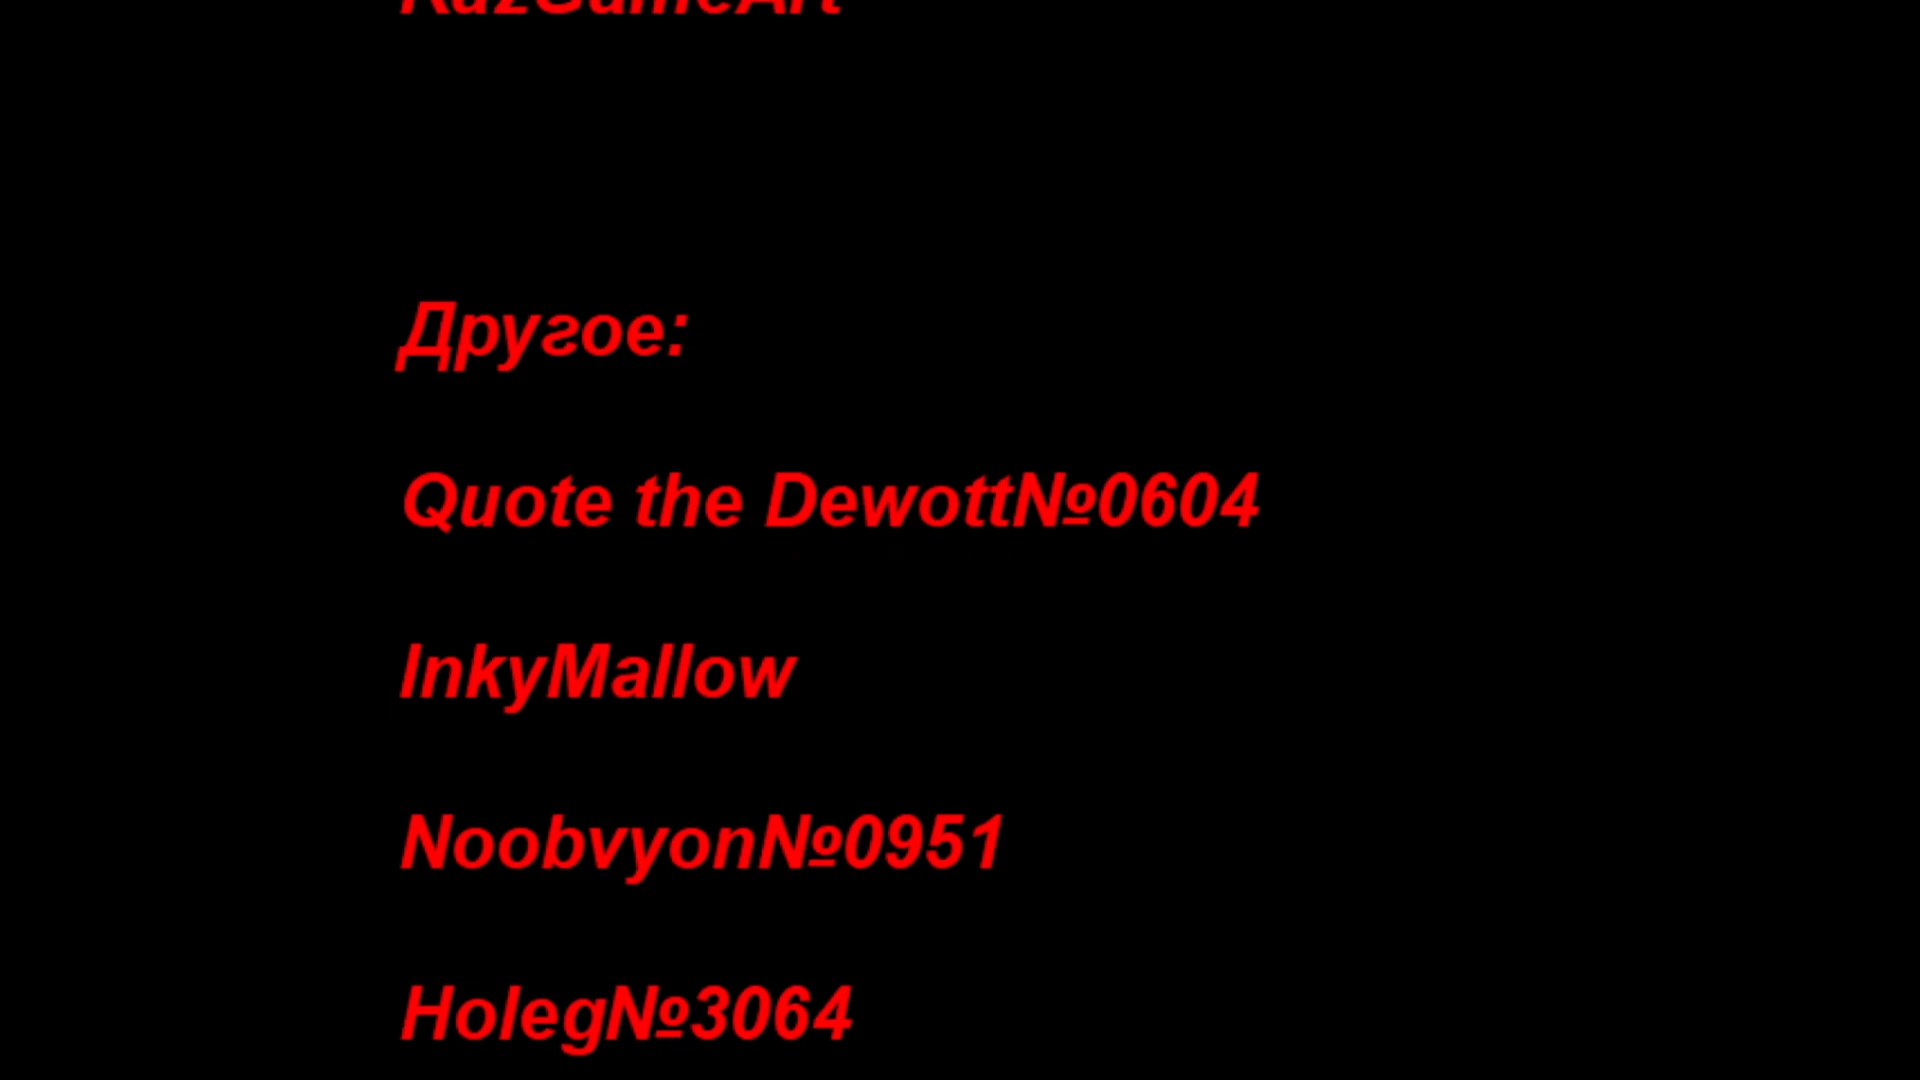 Другое:
Quote the Dewott№0604
InkyMallow
Noobvyon№0951
Holeg№3064